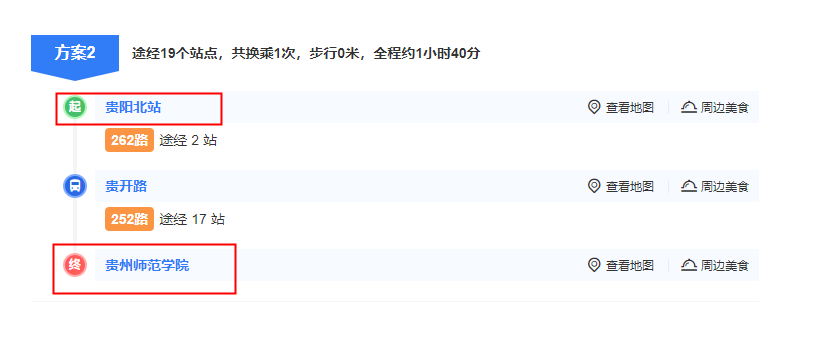 方案2 途经19个站点，共换乘1次，步行0米，全程约1小时40分
起 贵阳北站 查看地图 周边美食
262路 途经 2 站
贵开路 查看地图 周边美食
252路 途经 17 站
终 贵州师范学院 查看地图 周边美食